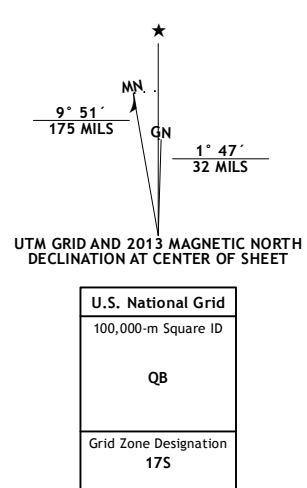 ★
MN
9° 51´
175 MILS
GN
1° 47´
32 MILS
UTM GRID AND 2013 MAGNETIC NORTH
DECLINATION AT CENTER OF SHEET
U.S. National Grid
100,000-m Square ID
QB
Grid Zone Designation
17S